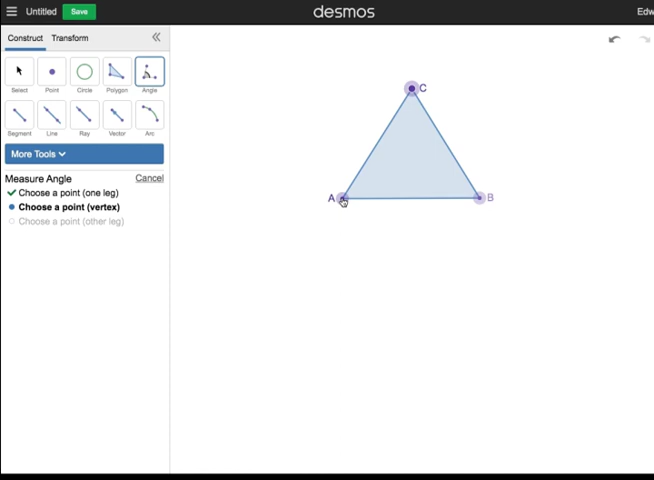 Untitled
Save
desmos
Edw
Construct
Transform
Select
Point
Circle
Polygon
Angle
Segment
Line
Ray
Vector
Arc
More Tools
Measure Angle
Cancel
Choose a point (one leg)
Choose a point (vertex)
Choose a point (other leg)
C
A
B